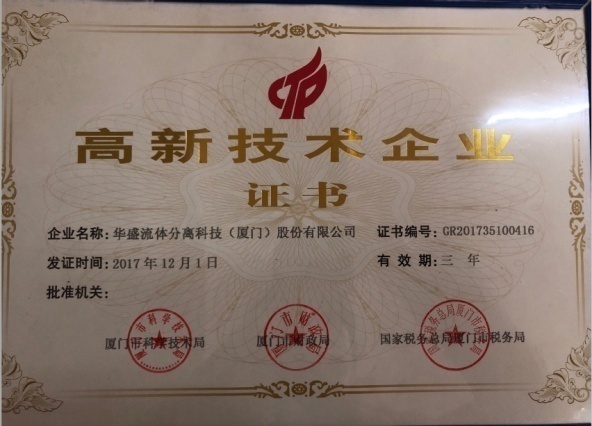 高新技术企业
证书
企业名称：华盛流体分离科技（厦门）股份有限公司 证书编号：GR201735100416
发证时间：2017年12月1日 有效期：三年
批准机关：
厦门市科学技术局 厦门市财政局 国家税务总局厦门市税务局